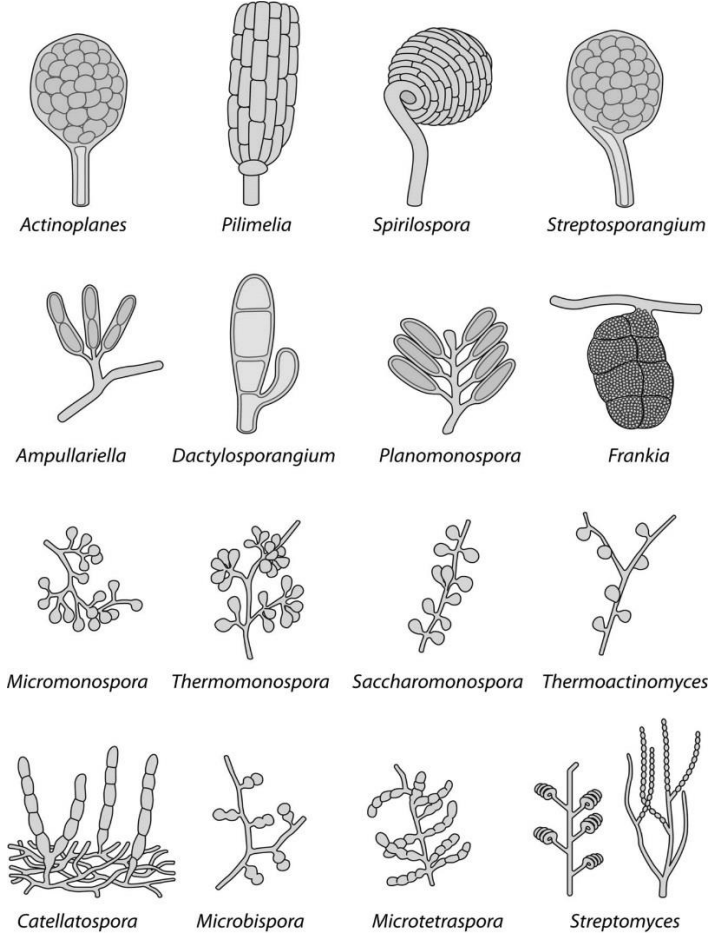 Actinoplanes Pilimelia Spirilospora Streptosporangium
Ampullariella Dactylosporangium Planomonospora Frankia
Micromonospora Thermomonospora Saccharomonospora Thermoactinomyces
Catellatospora Microbispora Microtetraspora Streptomyces